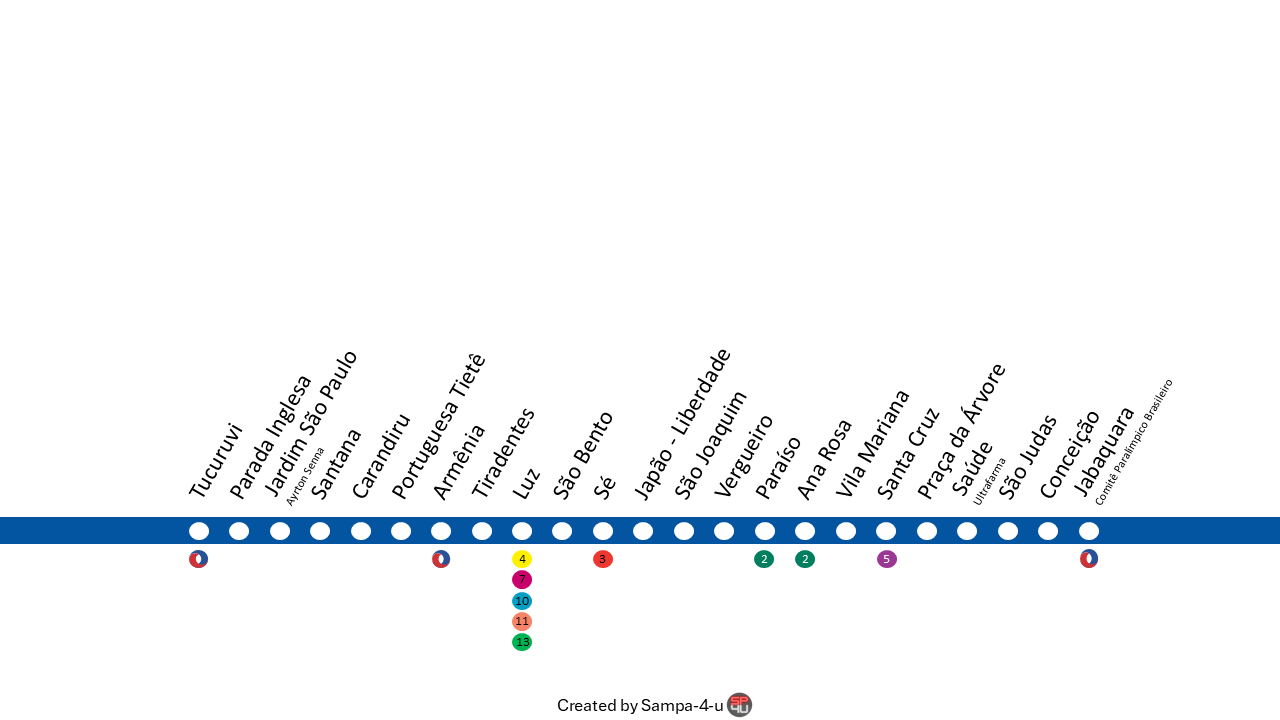 Tucuruvi
Parada Inglesa
Jardim São Paulo
Ayrton Senna
Santana
Carandiru
Portuguesa Tietê
Armênia
Tiradentes
Luz
São Bento
Sé
Japão - Liberdade
São Joaquim
Vergueiro
Paraíso
Ana Rosa
Vila Mariana
Santa Cruz
Praça da Árvore
Saúde
Ultrafarma
São Judas
Conceição
Jabaquara
Comitê Paralímpico Brasileiro
4
3
2
2
5
7
10
11
13
Created by Sampa-4-u
SP
4U